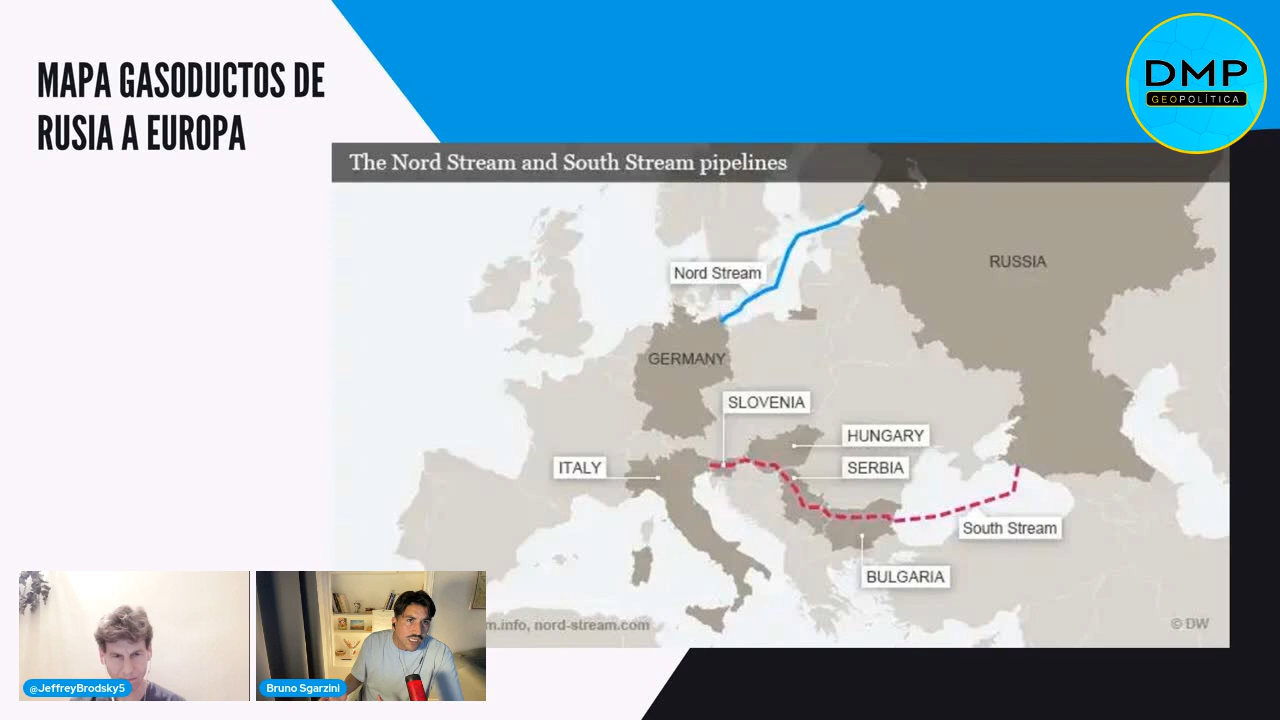 MAPA GASODUCTOS DE
RUSIA A EUROPA
DMP
GEOPOLÍTICA
The Nord Stream and South Stream pipelines
RUSSIA
Nord Stream
GERMANY
SLOVENIA
HUNGARY
ITALY
SERBIA
South Stream
BULGARIA
m.info, nord-stream.com
© DW
@JeffreyBrodsky5
Bruno Sgarzini